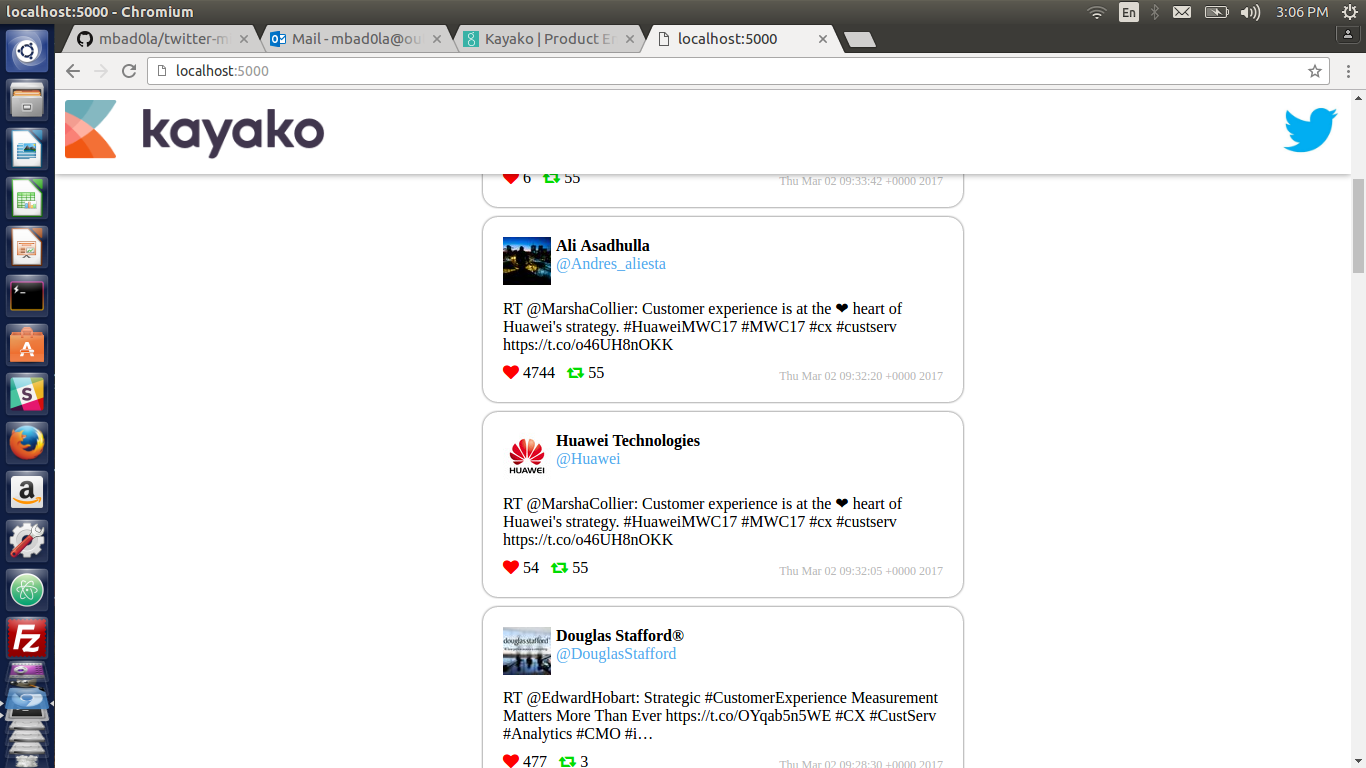 localhost:5000 - Chromium
En
3:06 PM
mbad0la/twitter-m
Mail - mbad0la@ou
Kayako | Product E
localhost:5000
localhost:5000
kayako
6 55
Thu Mar 02 09:33:42 +0000 2017
Ali Asadhulla
@Andres_aliesta
RT @MarshaCollier: Customer experience is at the ❤ heart of
Huawei's strategy. #HuaweiMWC17 #MWC17 #cx #custserv
https://t.co/o46UH8nOKK
4744 55
Thu Mar 02 09:32:20 +0000 2017
HUAWEI
Huawei Technologies
@Huawei
RT @MarshaCollier: Customer experience is at the ❤ heart of
Huawei's strategy. #HuaweiMWC17 #MWC17 #cx #custserv
https://t.co/o46UH8nOKK
54 55
Thu Mar 02 09:32:05 +0000 2017
douglas stafford
Douglas Stafford®
@DouglasStafford
RT @EdwardHobart: Strategic #CustomerExperience Measurement
Matters More Than Ever https://t.co/OYqab5n5WE #CX #CustServ
#Analytics #CMO #i…
477 3
Thu Mar 02 09:28:30 +0000 2017